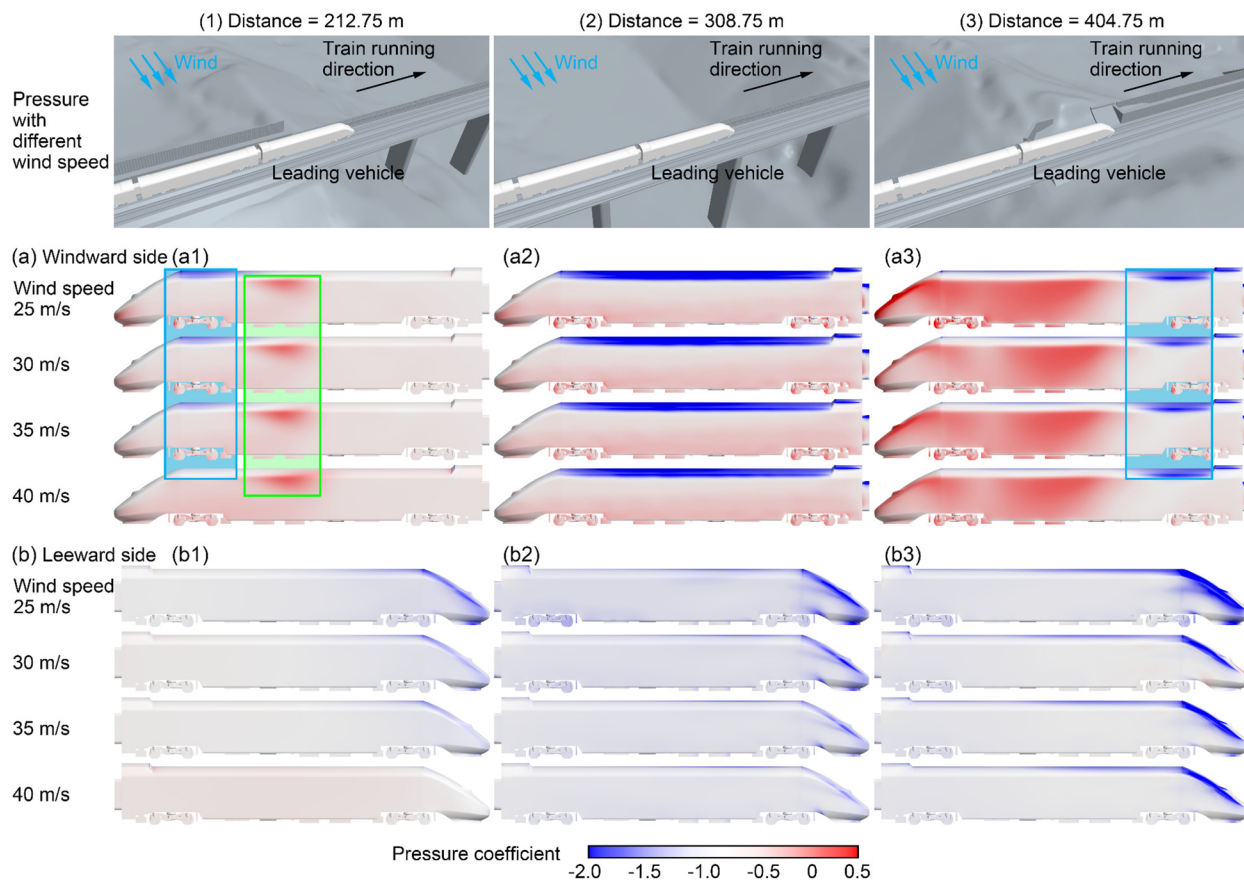 (1) Distance = 212.75 m
(2) Distance = 308.75 m
(3) Distance = 404.75 m
Pressure
with
different
wind speed
Wind
Train running
direction
Leading vehicle
Wind
Train running
direction
Leading vehicle
Wind
Train running
direction
Leading vehicle
(a) Windward side (a1)
(a2)
(a3)
Wind speed
25 m/s
30 m/s
35 m/s
40 m/s
(b) Leeward side (b1)
(b2)
(b3)
Wind speed
25 m/s
30 m/s
35 m/s
40 m/s
Pressure coefficient
-2.0 -1.5 -1.0 -0.5 0.5